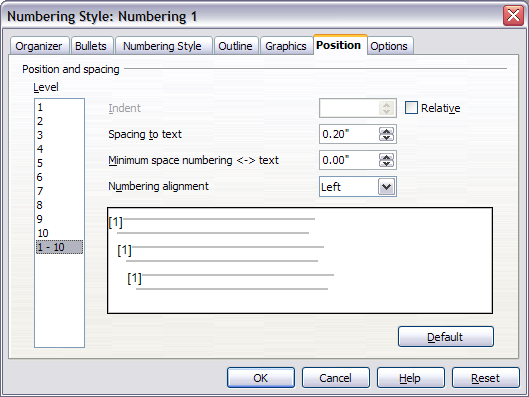 Numbering Style: Numbering 1
Organizer Bullets Numbering Style Outline Graphics Position Options
Position and spacing
Level
1
2
3
4
5
6
7
8
9
10
1 - 10
Indent Relative
Spacing to text 0.20"
Minimum space numbering <-> text 0.00"
Numbering alignment Left
[1]
[1]
[1]
Default
OK Cancel Help Reset